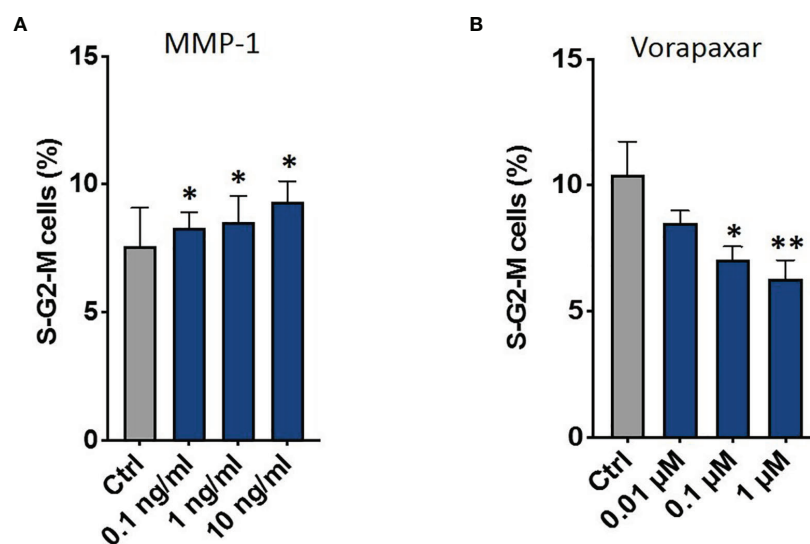 A
MMP-1
S-G2-M cells (%)
15
10
5
0
*
*
*
Ctrl
0.1 ng/ml
1 ng/ml
10 ng/ml
B
Vorapaxar
S-G2-M cells (%)
15
10
5
0
*
**
Ctrl
0.01 µM
0.1 µM
1 µM